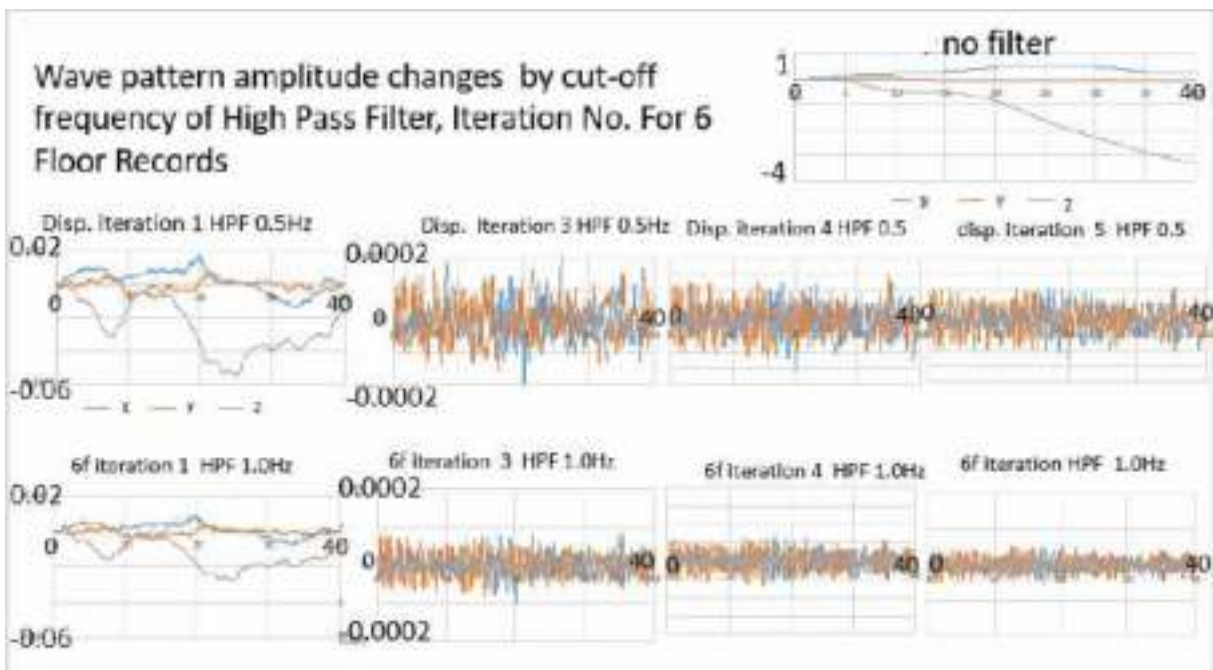 Wave pattern amplitude changes by cut-off
frequency of High Pass Filter, Iteration No. For 6
Floor Records
no filter
1
0
40
-4
Y
Z
Disp. Iteration 1 HPF 0.5Hz
0.02
0
40
-0.06
X Y Z
Disp. Iteration 3 HPF 0.5Hz
0.0002
0
40
-0.0002
Disp. iteration 4 HPF 0.5
0
40
disp. Iteration 5 HPF 0.5
0
40
6f iteration 1 HPF 1.0Hz
0.02
0
40
-0.06
6f iteration 3 HPF 1.0Hz
0.0002
0
40
-0.0002
6f iteration 4 HPF 1.0Hz
0
40
6f iteration HPF 1.0Hz
0
40